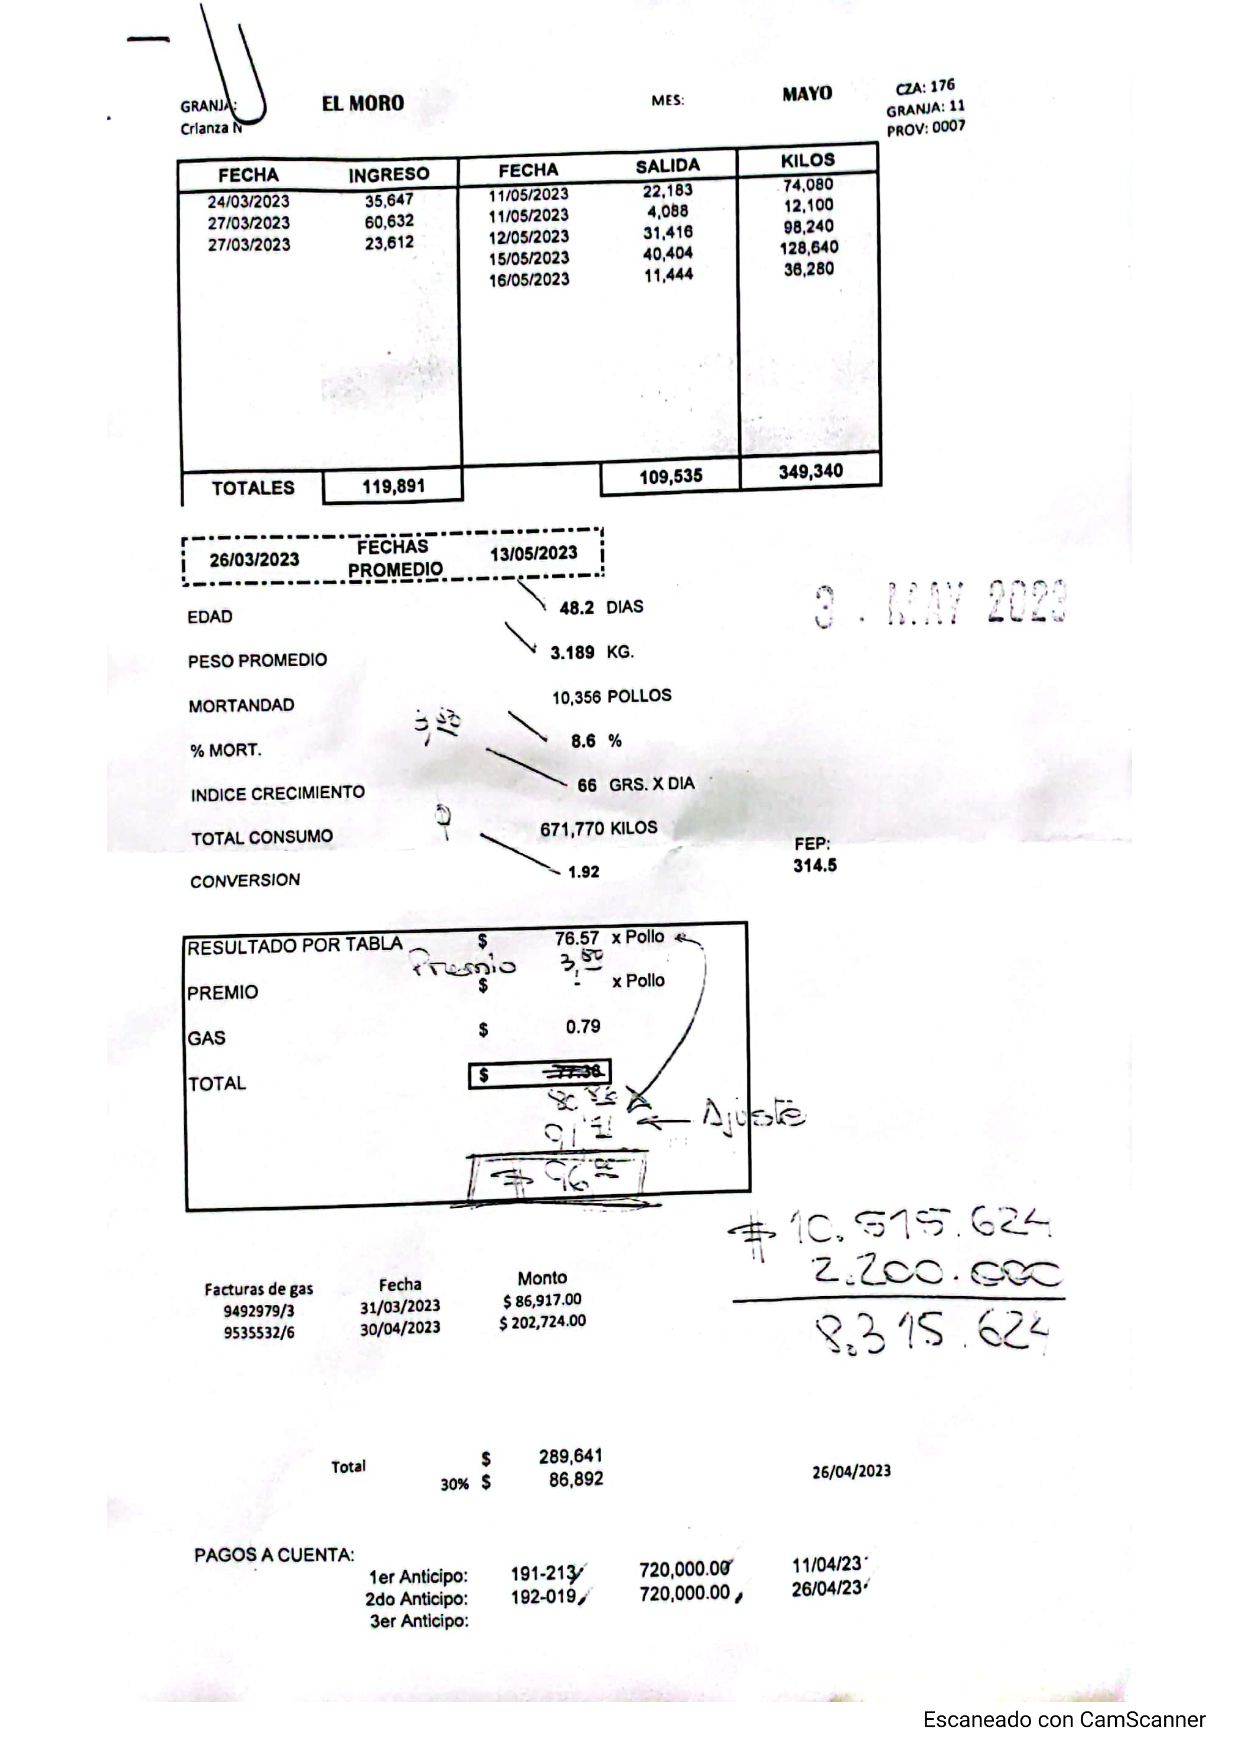 GRANJA: EL MORO MES: MAYO CZA: 176
GRANJA: 11
Crianza N PROV: 0007
FECHA INGRESO FECHA SALIDA KILOS
24/03/2023 35,647 11/05/2023 22,183 74,080
27/03/2023 60,632 11/05/2023 4,088 12,100
27/03/2023 23,612 12/05/2023 31,416 98,240
15/05/2023 40,404 128,640
16/05/2023 11,444 36,280
TOTALES 119,891 109,535 349,340
26/03/2023 FECHAS PROMEDIO 13/05/2023
EDAD 48.2 DIAS
3 . MAY 2023
PESO PROMEDIO 3.189 KG.
MORTANDAD 10,356 POLLOS
3,80
% MORT. 8.6 %
INDICE CRECIMIENTO 66 GRS. X DIA
TOTAL CONSUMO 671,770 KILOS
FEP:
CONVERSION 1.92 314.5
RESULTADO POR TABLA $ 76.57 x Pollo
Premio 3,80
PREMIO $ - x Pollo
GAS $ 0.79
TOTAL $ 77.36
← Ajuste
$ 96
$ 10.515.624
2.200.000
8.315.624
Facturas de gas Fecha Monto
9492979/3 31/03/2023 $ 86,917.00
9535532/6 30/04/2023 $ 202,724.00
Total $ 289,641
30% $ 86,892 26/04/2023
PAGOS A CUENTA:
1er Anticipo: 191-213 720,000.00 11/04/23
2do Anticipo: 192-019 720,000.00 26/04/23
3er Anticipo:
Escaneado con CamScanner